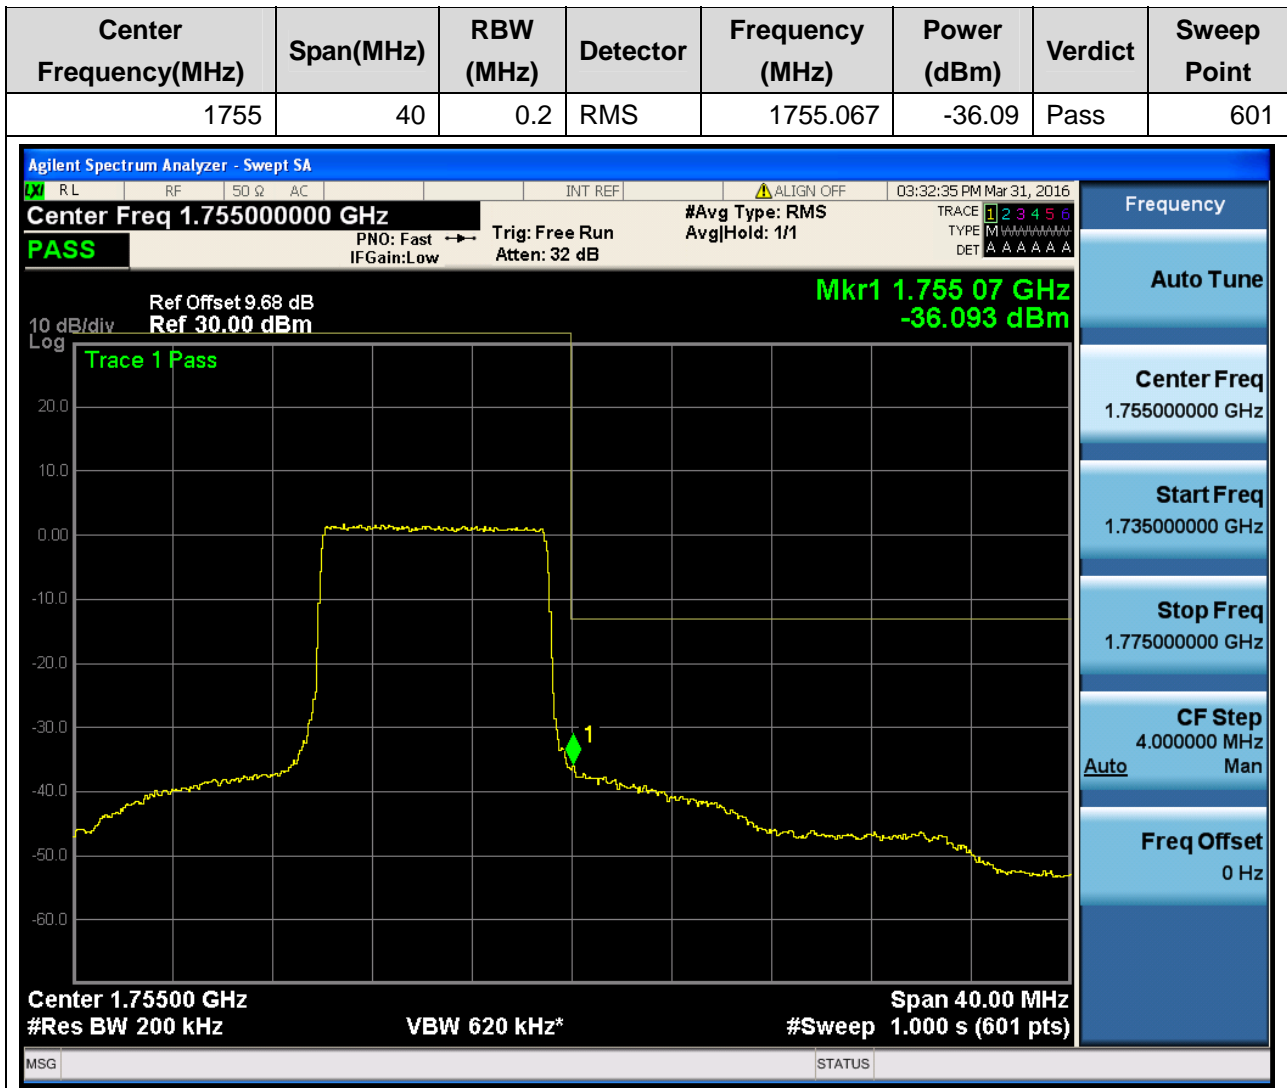 Center Frequency(MHz) Span(MHz) RBW (MHz) Detector Frequency (MHz) Power (dBm) Verdict Sweep Point
1755 40 0.2 RMS 1755.067 -36.09 Pass 601
Agilent Spectrum Analyzer - Swept SA
LXI RL RF 50 Ω AC INT REF ALIGN OFF 03:32:35 PM Mar 31, 2016
Center Freq 1.755000000 GHz
#Avg Type: RMS
TRACE 1 2 3 4 5 6
PASS
PNO: Fast
Trig: Free Run
Avg|Hold: 1/1
TYPE M
IFGain:Low
Atten: 32 dB
DET A A A A A A
Mkr1 1.755 07 GHz
-36.093 dBm
Ref Offset 9.68 dB
10 dB/div Ref 30.00 dBm
Log
Trace 1 Pass
20.0
10.0
0.00
-10.0
-20.0
-30.0
1
-40.0
-50.0
-60.0
Center 1.75500 GHz
Span 40.00 MHz
#Res BW 200 kHz
VBW 620 kHz*
#Sweep 1.000 s (601 pts)
MSG
STATUS
Frequency
Auto Tune
Center Freq
1.755000000 GHz
Start Freq
1.735000000 GHz
Stop Freq
1.775000000 GHz
CF Step
4.000000 MHz
Auto Man
Freq Offset
0 Hz